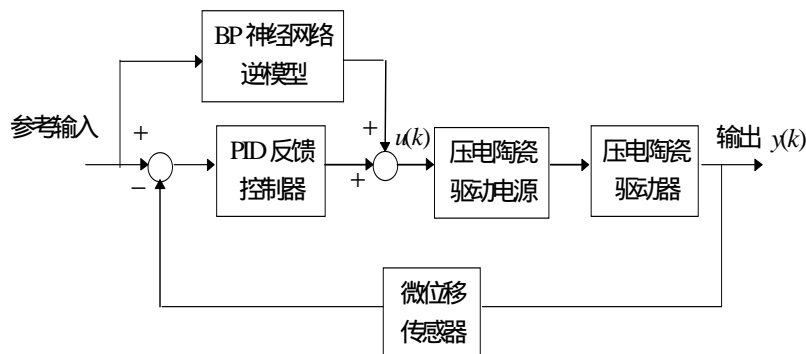 BP 神经网络
逆模型
参考输入
+
+
u(k)
输出 y(k)
PID 反馈
控制器
压电陶瓷
驱动电源
压电陶瓷
驱动器
−
+
微位移
传感器